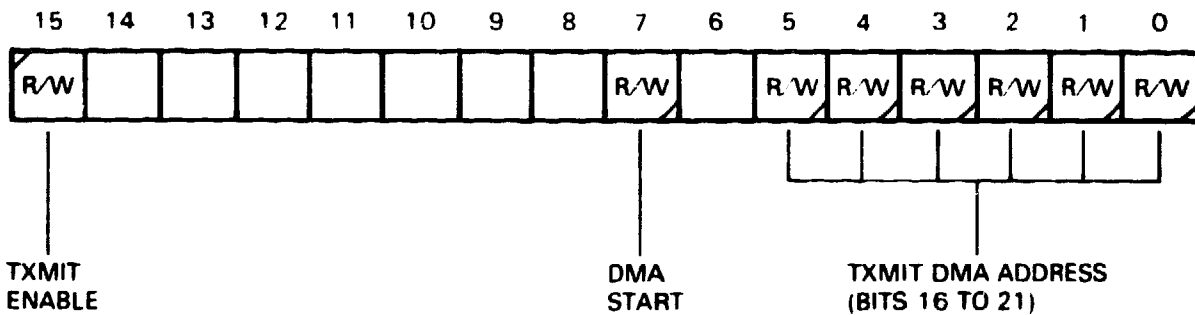 15 14 13 12 11 10 9 8 7 6 5 4 3 2 1 0
R/W R/W R/W R/W R/W R/W R/W R/W
TXMIT ENABLE
DMA START
TXMIT DMA ADDRESS
(BITS 16 TO 21)